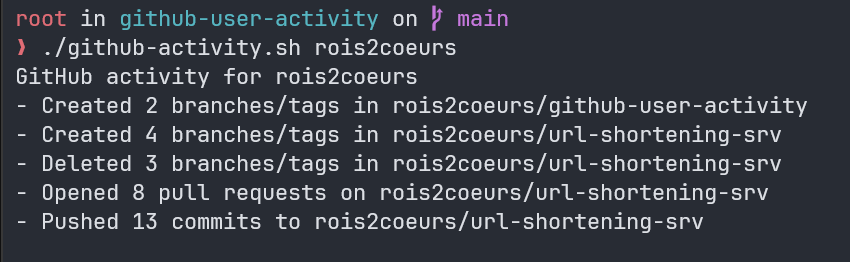 root in github-user-activity on main
❱ ./github-activity.sh rois2coeurs
GitHub activity for rois2coeurs
- Created 2 branches/tags in rois2coeurs/github-user-activity
- Created 4 branches/tags in rois2coeurs/url-shortening-srv
- Deleted 3 branches/tags in rois2coeurs/url-shortening-srv
- Opened 8 pull requests on rois2coeurs/url-shortening-srv
- Pushed 13 commits to rois2coeurs/url-shortening-srv